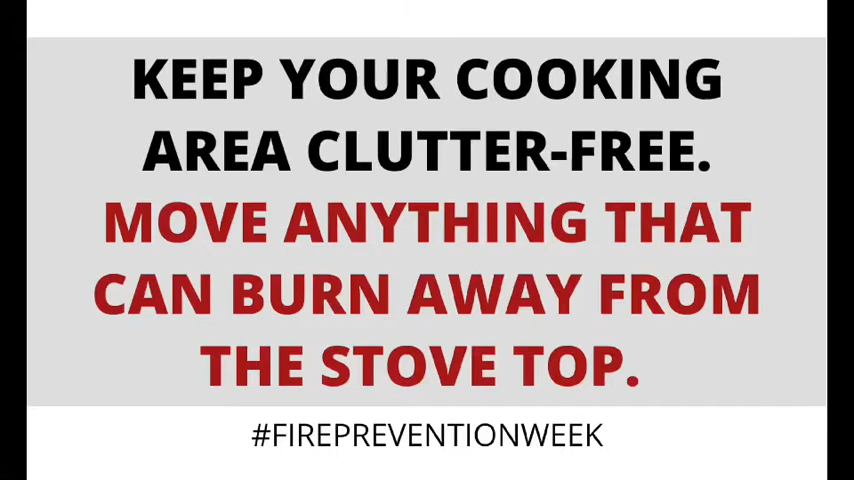 KEEP YOUR COOKING
AREA CLUTTER-FREE.
MOVE ANYTHING THAT
CAN BURN AWAY FROM
THE STOVE TOP.
#FIREPREVENTIONWEEK